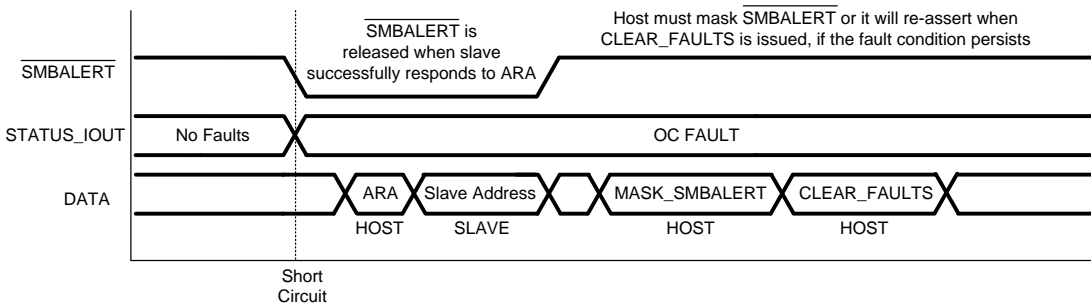 SMBALERT is
released when slave
successfully responds to ARA
Host must mask SMBALERT or it will re-assert when
CLEAR_FAULTS is issued, if the fault condition persists
SMBALERT
STATUS_IOUT
No Faults
OC FAULT
DATA
ARA
Slave Address
MASK_SMBALERT
CLEAR_FAULTS
HOST
SLAVE
HOST
HOST
Short
Circuit